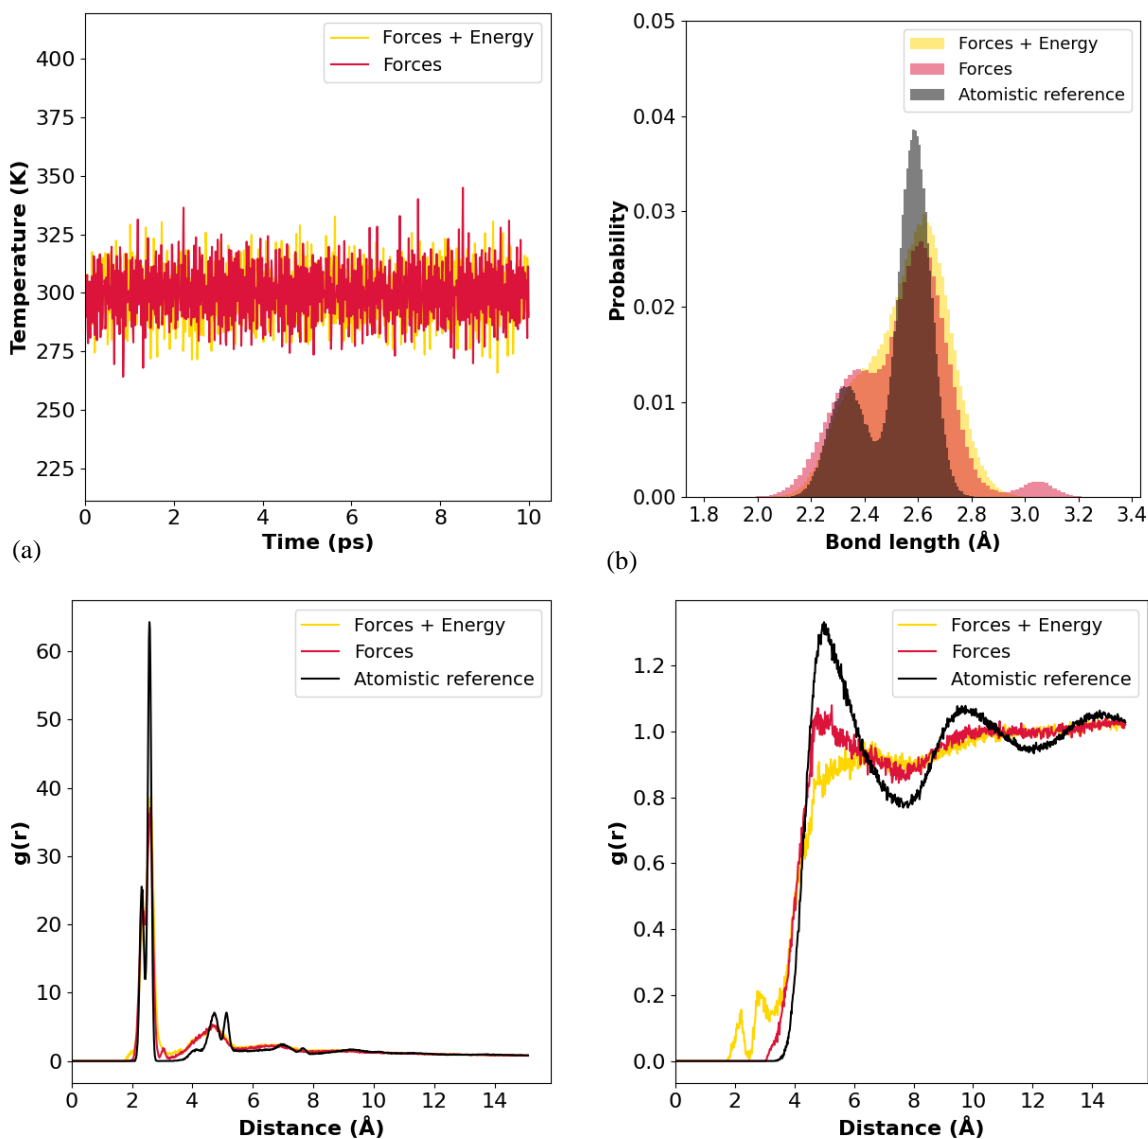 Forces + Energy
Forces
400
375
350
325
300
275
250
225
Temperature (K)
0 2 4 6 8 10
Time (ps)
(a)
Forces + Energy
Forces
Atomistic reference
0.05
0.04
0.03
0.02
0.01
0.00
Probability
1.8 2.0 2.2 2.4 2.6 2.8 3.0 3.2 3.4
Bond length (Å)
(b)
Forces + Energy
Forces
Atomistic reference
60
50
40
30
20
10
0
g(r)
0 2 4 6 8 10 12 14
Distance (Å)
Forces + Energy
Forces
Atomistic reference
1.2
1.0
0.8
0.6
0.4
0.2
0.0
g(r)
0 2 4 6 8 10 12 14
Distance (Å)